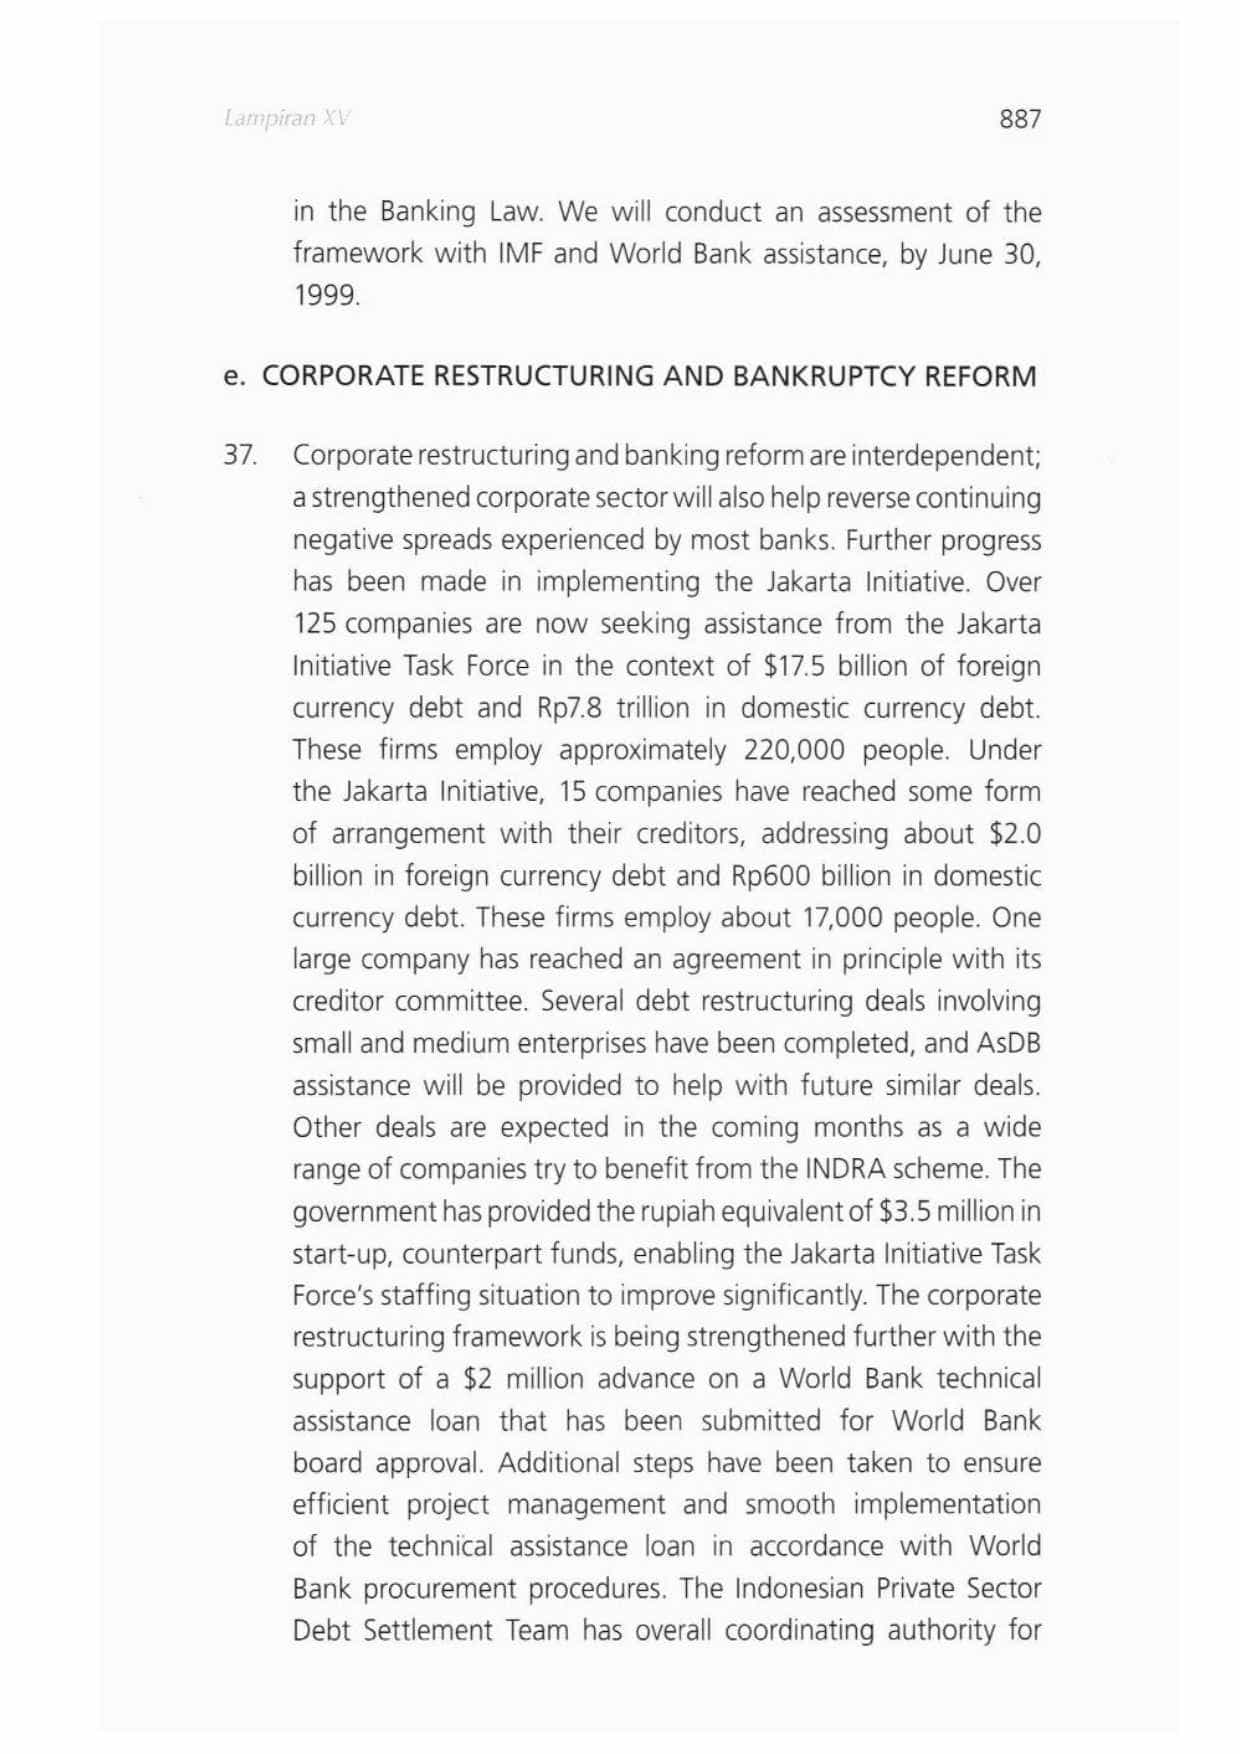 Lampiran XV
887
in the Banking Law. We will conduct an assessment of the
framework with IMF and World Bank assistance, by June 30,
1999.
e. CORPORATE RESTRUCTURING AND BANKRUPTCY REFORM
37. Corporate restructuring and banking reform are interdependent;
a strengthened corporate sector will also help reverse continuing
negative spreads experienced by most banks. Further progress
has been made in implementing the Jakarta Initiative. Over
125 companies are now seeking assistance from the Jakarta
Initiative Task Force in the context of $17.5 billion of foreign
currency debt and Rp7.8 trillion in domestic currency debt.
These firms employ approximately 220,000 people. Under
the Jakarta Initiative, 15 companies have reached some form
of arrangement with their creditors, addressing about $2.0
billion in foreign currency debt and Rp600 billion in domestic
currency debt. These firms employ about 17,000 people. One
large company has reached an agreement in principle with its
creditor committee. Several debt restructuring deals involving
small and medium enterprises have been completed, and AsDB
assistance will be provided to help with future similar deals.
Other deals are expected in the coming months as a wide
range of companies try to benefit from the INDRA scheme. The
government has provided the rupiah equivalent of $3.5 million in
start-up, counterpart funds, enabling the Jakarta Initiative Task
Force's staffing situation to improve significantly. The corporate
restructuring framework is being strengthened further with the
support of a $2 million advance on a World Bank technical
assistance loan that has been submitted for World Bank
board approval. Additional steps have been taken to ensure
efficient project management and smooth implementation
of the technical assistance loan in accordance with World
Bank procurement procedures. The Indonesian Private Sector
Debt Settlement Team has overall coordinating authority for